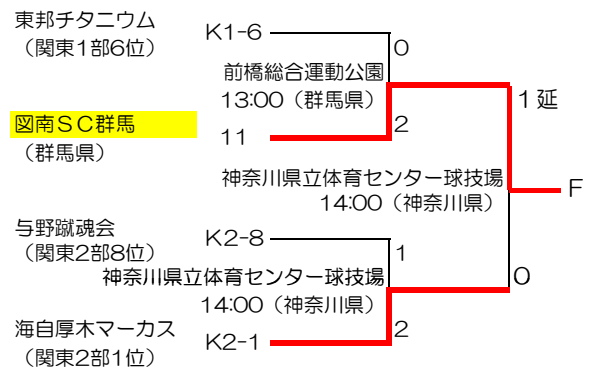 東邦チタニウム
（関東1部6位）
K1-6
0
前橋総合運動公園
13:00（群馬県）
1延
図南ＳＣ群馬
（群馬県）
11
2
神奈川県立体育センター球技場
14:00（神奈川県）
F
与野蹴魂会
（関東2部8位）
K2-8
1
神奈川県立体育センター球技場
14:00（神奈川県）
0
海自厚木マーカス
（関東2部1位）
K2-1
2